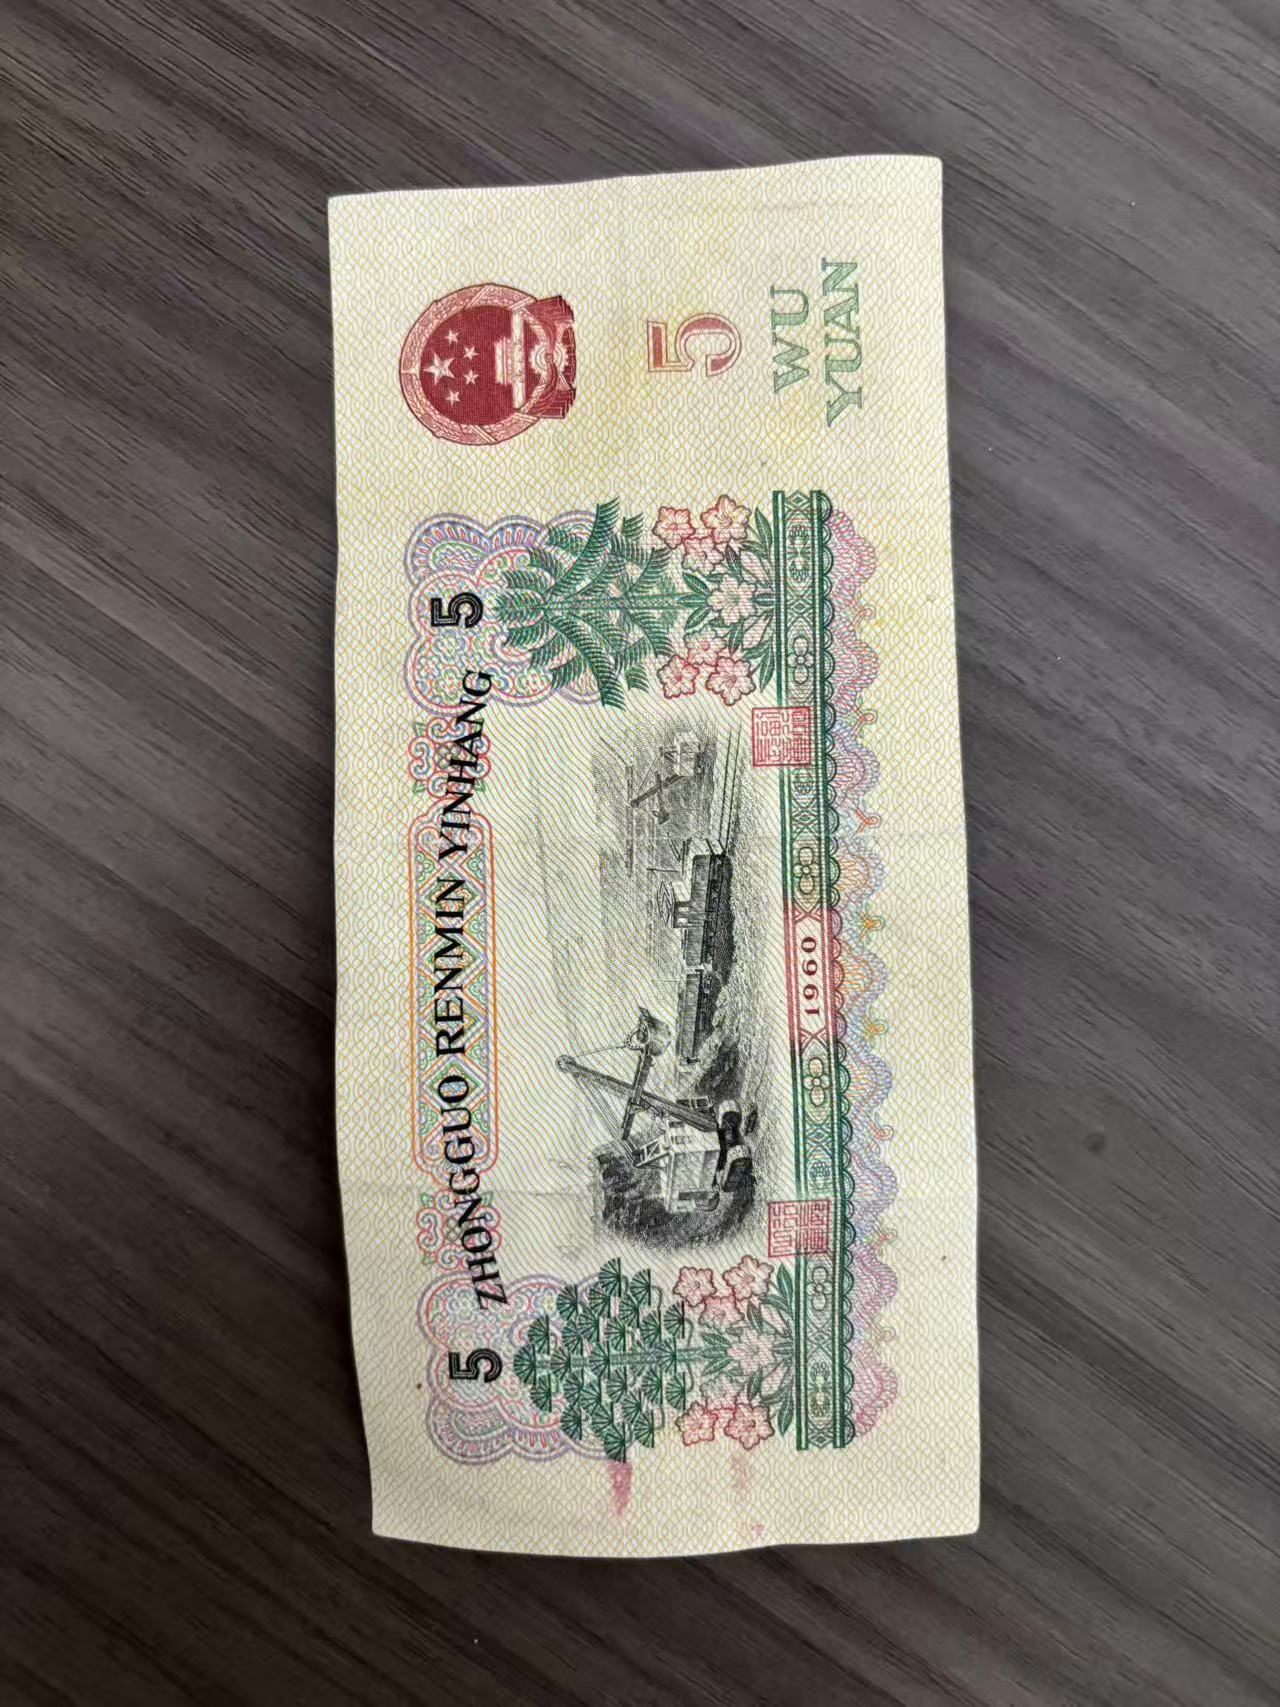 5 ZHONGGUO RENMIN YINHANG 5
5
WU
YUAN
1960